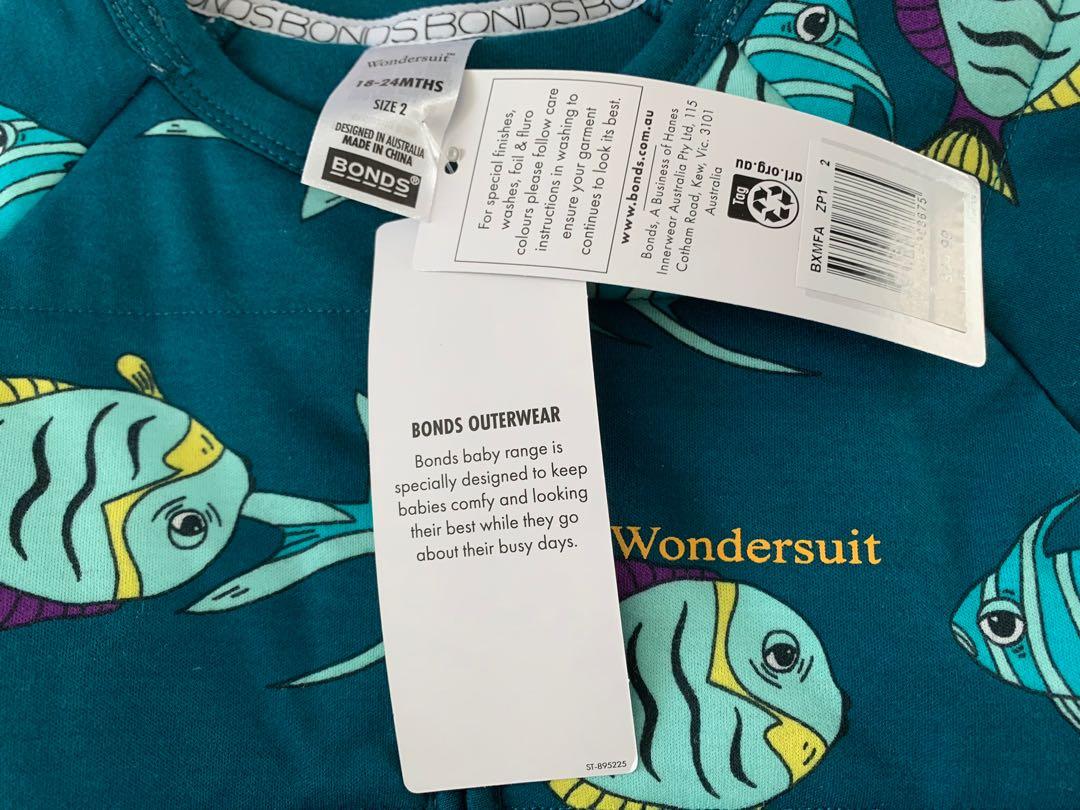 ONDSBONDSBONDSBO
Wondersuit™
18-24MTHS
SIZE 2
DESIGNED IN AUSTRALIA
MADE IN CHINA
BONDS®
For special finishes,
washes, foil & fluro
colours please follow care
instructions in washing to
ensure your garment
continues to look its best.
www.bonds.com.au
Bonds, A Business of Hanes
Innerwear Australia Pty Ltd, 115
Cotham Road, Kew, Vic. 3101
Australia
Tag
arl.org.au
BXMFA ZP1 2
BONDS OUTERWEAR
Bonds baby range is
specially designed to keep
babies comfy and looking
their best while they go
about their busy days.
ST-895225
Wondersuit